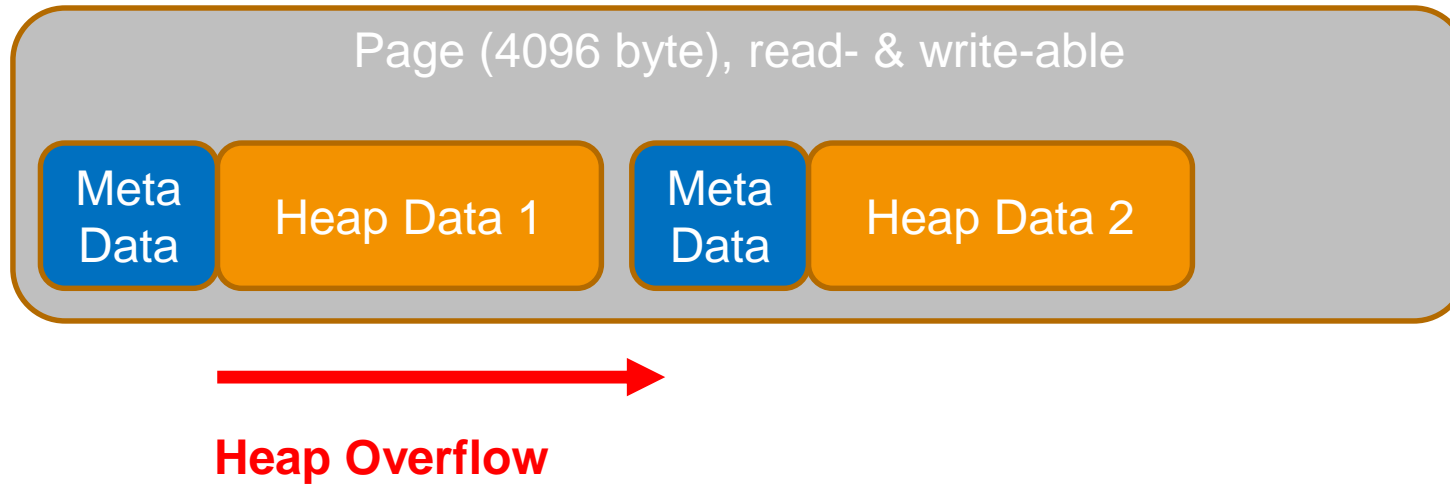 Page (4096 byte), read- & write-able
Meta
Data
Heap Data 1
Meta
Data
Heap Data 2
Heap Overflow